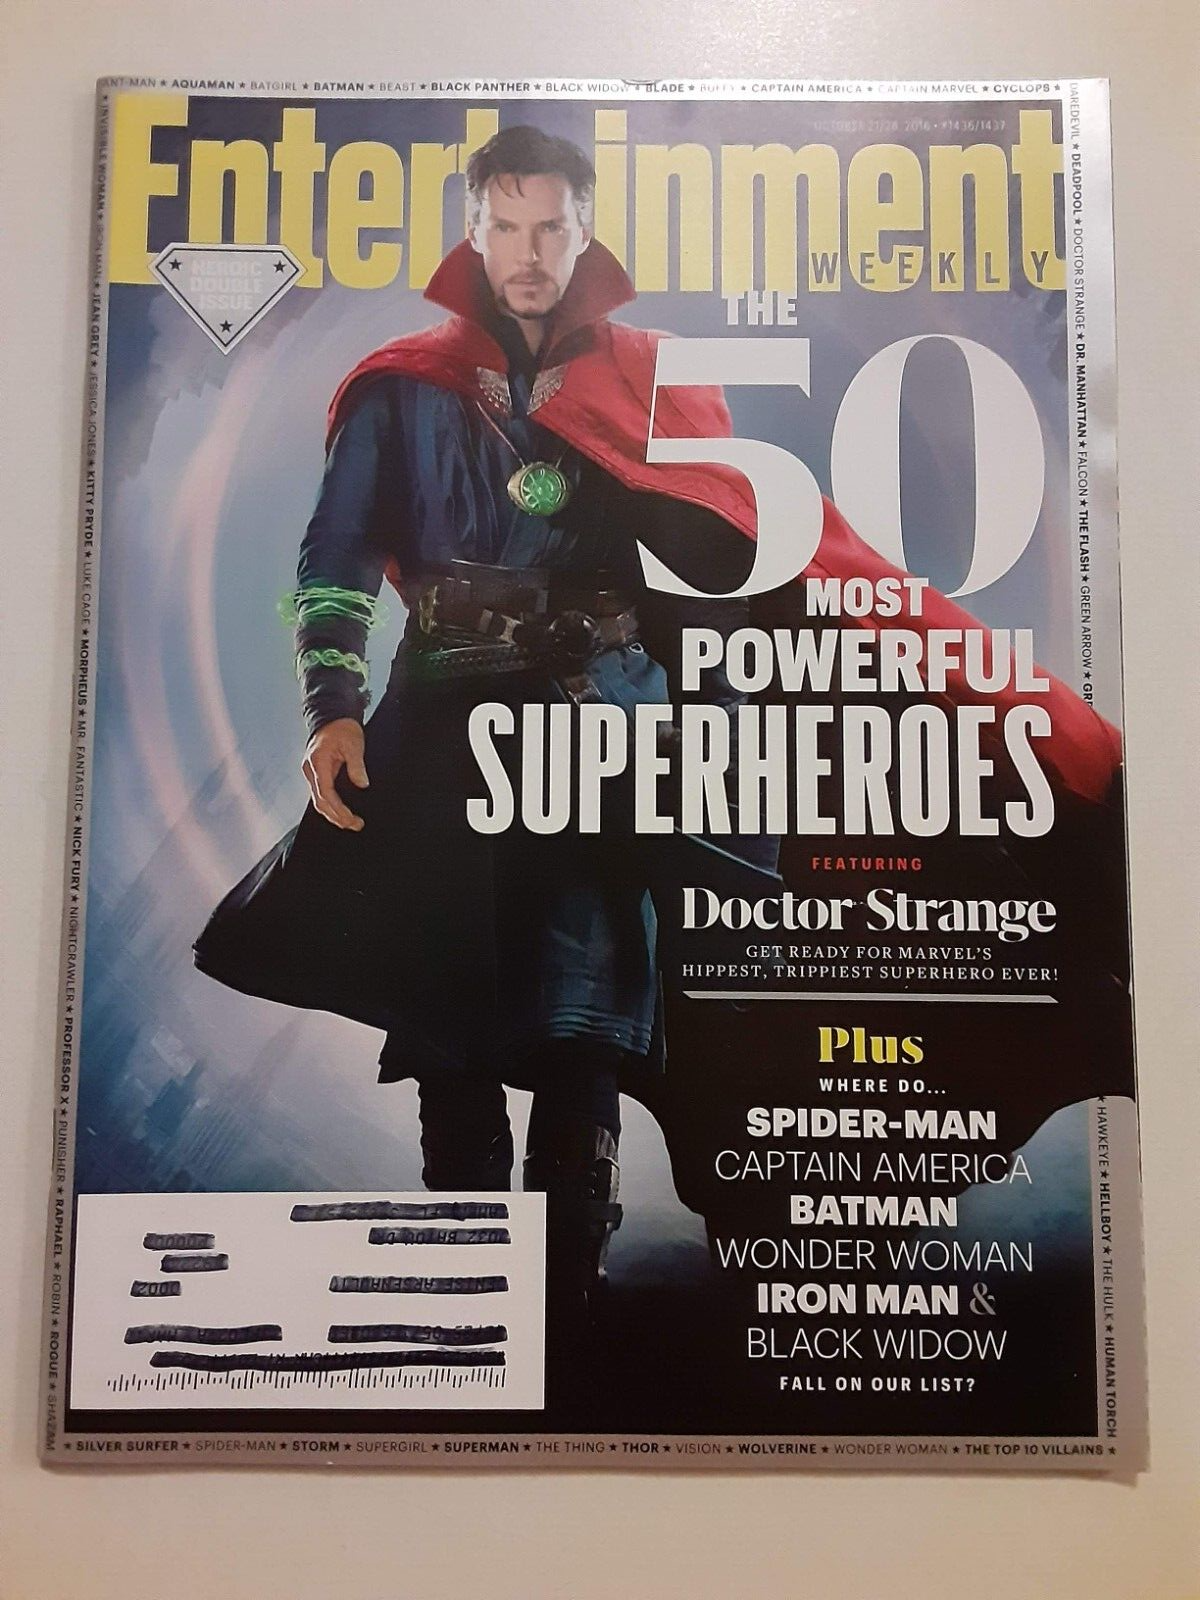 ANT-MAN ★ AQUAMAN ★ BATGIRL ★ BATMAN ★ BEAST ★ BLACK PANTHER ★ BLACK WIDOW ★ BLADE ★ BUFFY ★ CAPTAIN AMERICA ★ CAPTAIN MARVEL ★ CYCLOPS ★
DAREDEVIL ★ DEADPOOL ★ DOCTOR STRANGE ★ DR. MANHATTAN ★ FALCON ★ THE FLASH ★ GREEN ARROW ★
★ HAWKEYE ★ HELLBOY ★ THE HULK ★ HUMAN TORCH
★ INVISIBLE WOMAN ★ IRON MAN ★ JEAN GREY ★ JESSICA JONES ★ KITTY PRYDE ★ LUKE CAGE ★ MORPHEUS ★ MR. FANTASTIC ★ NICK FURY ★ NIGHTCRAWLER ★ PROFESSOR X ★ PUNISHER ★ RAPHAEL ★ ROBIN ★ ROGUE ★ SHAZAM
OCTOBER 21/28, 2016 • #1436/1437
Entertainment
WEEKLY
HEROIC
DOUBLE
ISSUE
THE
50
MOST
POWERFUL
SUPERHEROES
FEATURING
Doctor Strange
GET READY FOR MARVEL'S
HIPPEST, TRIPPIEST SUPERHERO EVER!
Plus
WHERE DO...
SPIDER-MAN
CAPTAIN AMERICA
BATMAN
WONDER WOMAN
IRON MAN &
BLACK WIDOW
FALL ON OUR LIST?
★ SILVER SURFER ★ SPIDER-MAN ★ STORM ★ SUPERGIRL ★ SUPERMAN ★ THE THING ★ THOR ★ VISION ★ WOLVERINE ★ WONDER WOMAN ★ THE TOP 10 VILLAINS ★